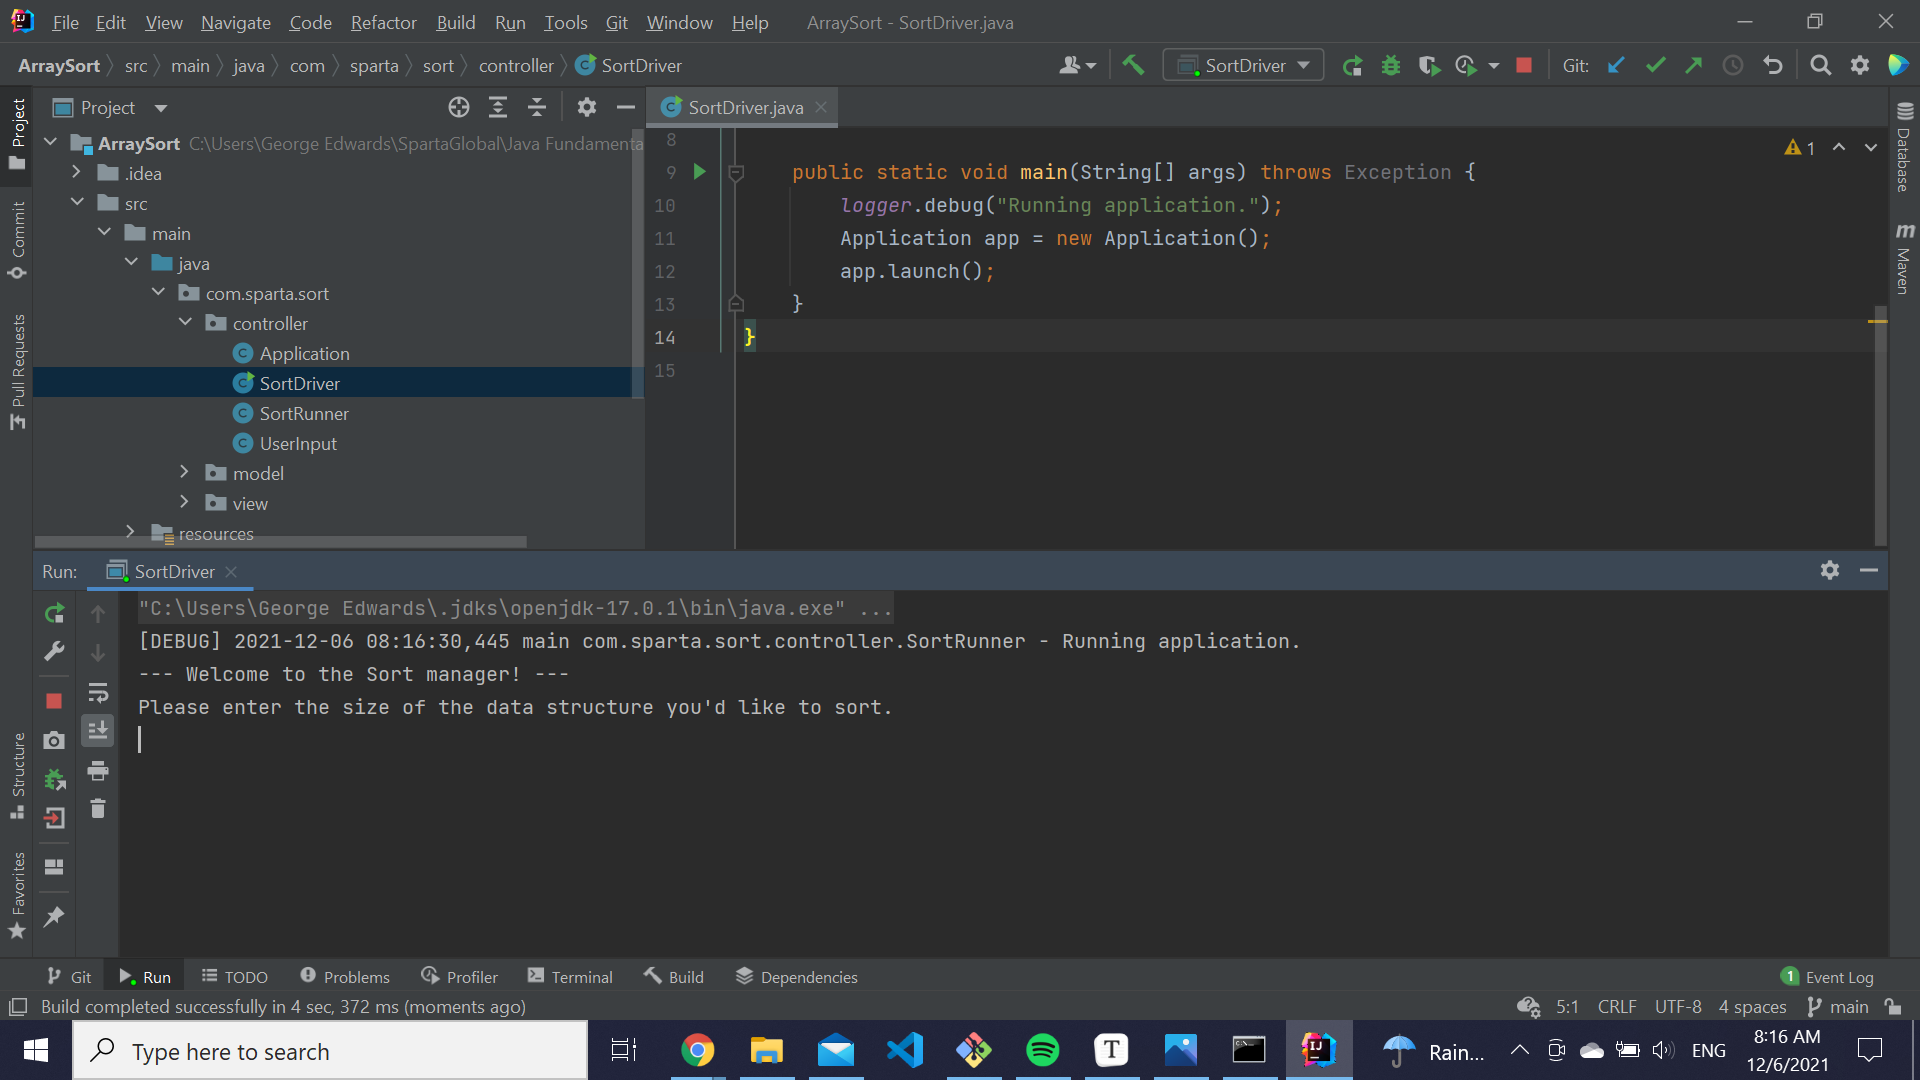 File Edit View Navigate Code Refactor Build Run Tools Git Window Help ArraySort - SortDriver.java
ArraySort src main java com sparta sort controller SortDriver SortDriver Git:
Project
SortDriver.java
Project
Commit
Pull Requests
Structure
Favorites
ArraySort C:\Users\George Edwards\SpartaGlobal\Java Fundamenta
.idea
src
main
java
com.sparta.sort
controller
Application
SortDriver
SortRunner
UserInput
model
view
resources
8
9 public static void main(String[] args) throws Exception {
10 logger.debug("Running application.");
11 Application app = new Application();
12 app.launch();
13 }
14 }
15
1
Database
Maven
Run: SortDriver
"C:\Users\George Edwards\.jdks\openjdk-17.0.1\bin\java.exe" ...
[DEBUG] 2021-12-06 08:16:30,445 main com.sparta.sort.controller.SortRunner - Running application.
--- Welcome to the Sort manager! ---
Please enter the size of the data structure you'd like to sort.
Git Run TODO Problems Profiler Terminal Build Dependencies 1 Event Log
Build completed successfully in 4 sec, 372 ms (moments ago) 5:1 CRLF UTF-8 4 spaces main
Type here to search Rain... ENG
8:16 AM
12/6/2021